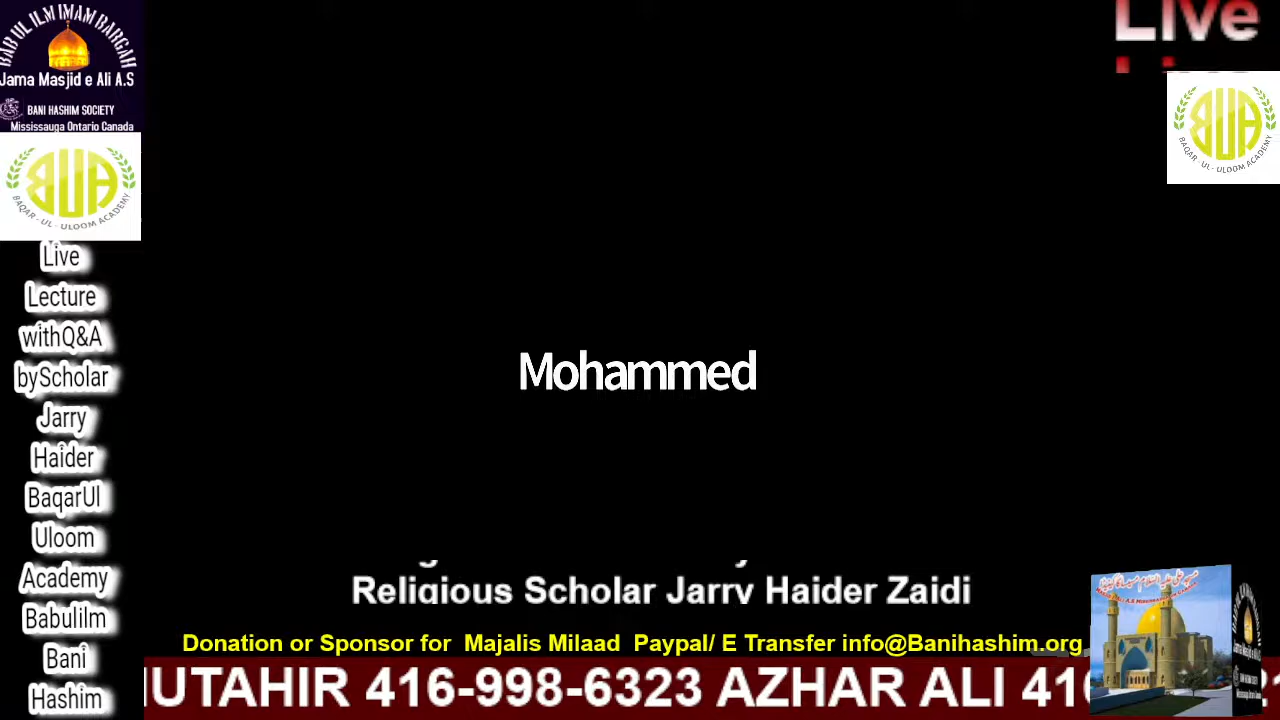 BAB UL ILM IMAM BARGAH
Jama Masjid e Ali A.S
BANI HASHIM SOCIETY
Mississauga Ontario Canada
BUA
BAQAR - UL - ULOOM ACADEMY
Live
Lecture
withQ&A
byScholar
Jarry
Haider
BaqarUl
Uloom
Academy
Babulilm
Bani
Hashim
Live
BUA
BAQAR - UL - ULOOM ACADEMY
Mohammed
Religious Scholar Jarry Haider Zaidi
Donation or Sponsor for Majalis Milaad Paypal/ E Transfer info@Banihashim.org
UTAHIR 416-998-6323 AZHAR ALI 416